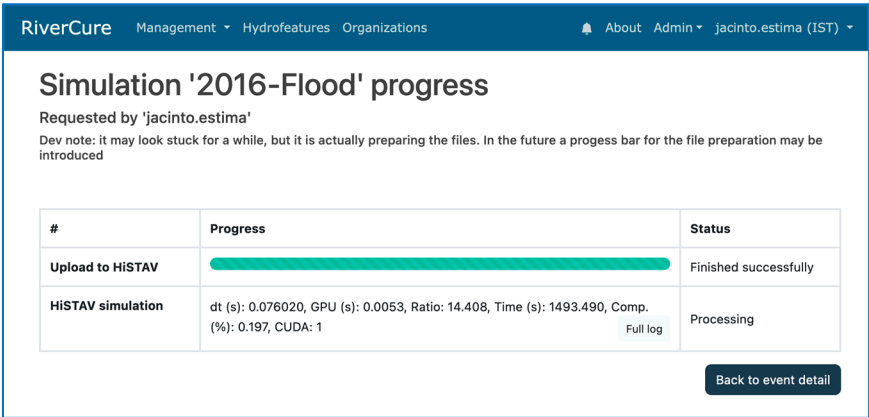 RiverCure Management Hydrofeatures Organizations About Admin jacinto.estima (IST)
Simulation '2016-Flood' progress
Requested by 'jacinto.estima'
Dev note: it may look stuck for a while, but it is actually preparing the files. In the future a progess bar for the file preparation may be
introduced
# Progress Status
Upload to HiSTAV Finished successfully
HiSTAV simulation dt (s): 0.076020, GPU (s): 0.0053, Ratio: 14.408, Time (s): 1493.490, Comp.
(%): 0.197, CUDA: 1 Full log Processing
Back to event detail